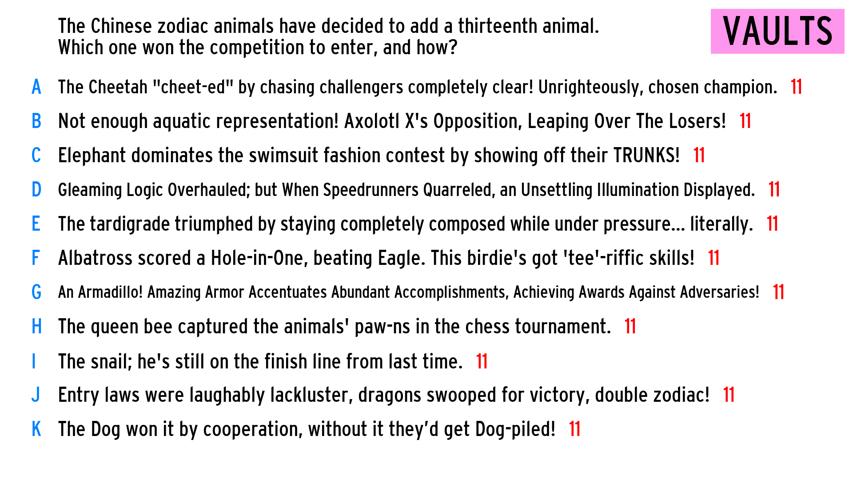 The Chinese zodiac animals have decided to add a thirteenth animal.
Which one won the competition to enter, and how?
VAULTS
A The Cheetah "cheet-ed" by chasing challengers completely clear! Unrighteously, chosen champion. 11
B Not enough aquatic representation! Axolotl X's Opposition, Leaping Over The Losers! 11
C Elephant dominates the swimsuit fashion contest by showing off their TRUNKS! 11
D Gleaming Logic Overhauled; but When Speedrunners Quarreled, an Unsettling Illumination Displayed. 11
E The tardigrade triumphed by staying completely composed while under pressure... literally. 11
F Albatross scored a Hole-in-One, beating Eagle. This birdie's got 'tee'-riffic skills! 11
G An Armadillo! Amazing Armor Accentuates Abundant Accomplishments, Achieving Awards Against Adversaries! 11
H The queen bee captured the animals' paw-ns in the chess tournament. 11
I The snail; he's still on the finish line from last time. 11
J Entry laws were laughably lackluster, dragons swooped for victory, double zodiac! 11
K The Dog won it by cooperation, without it they’d get Dog-piled! 11